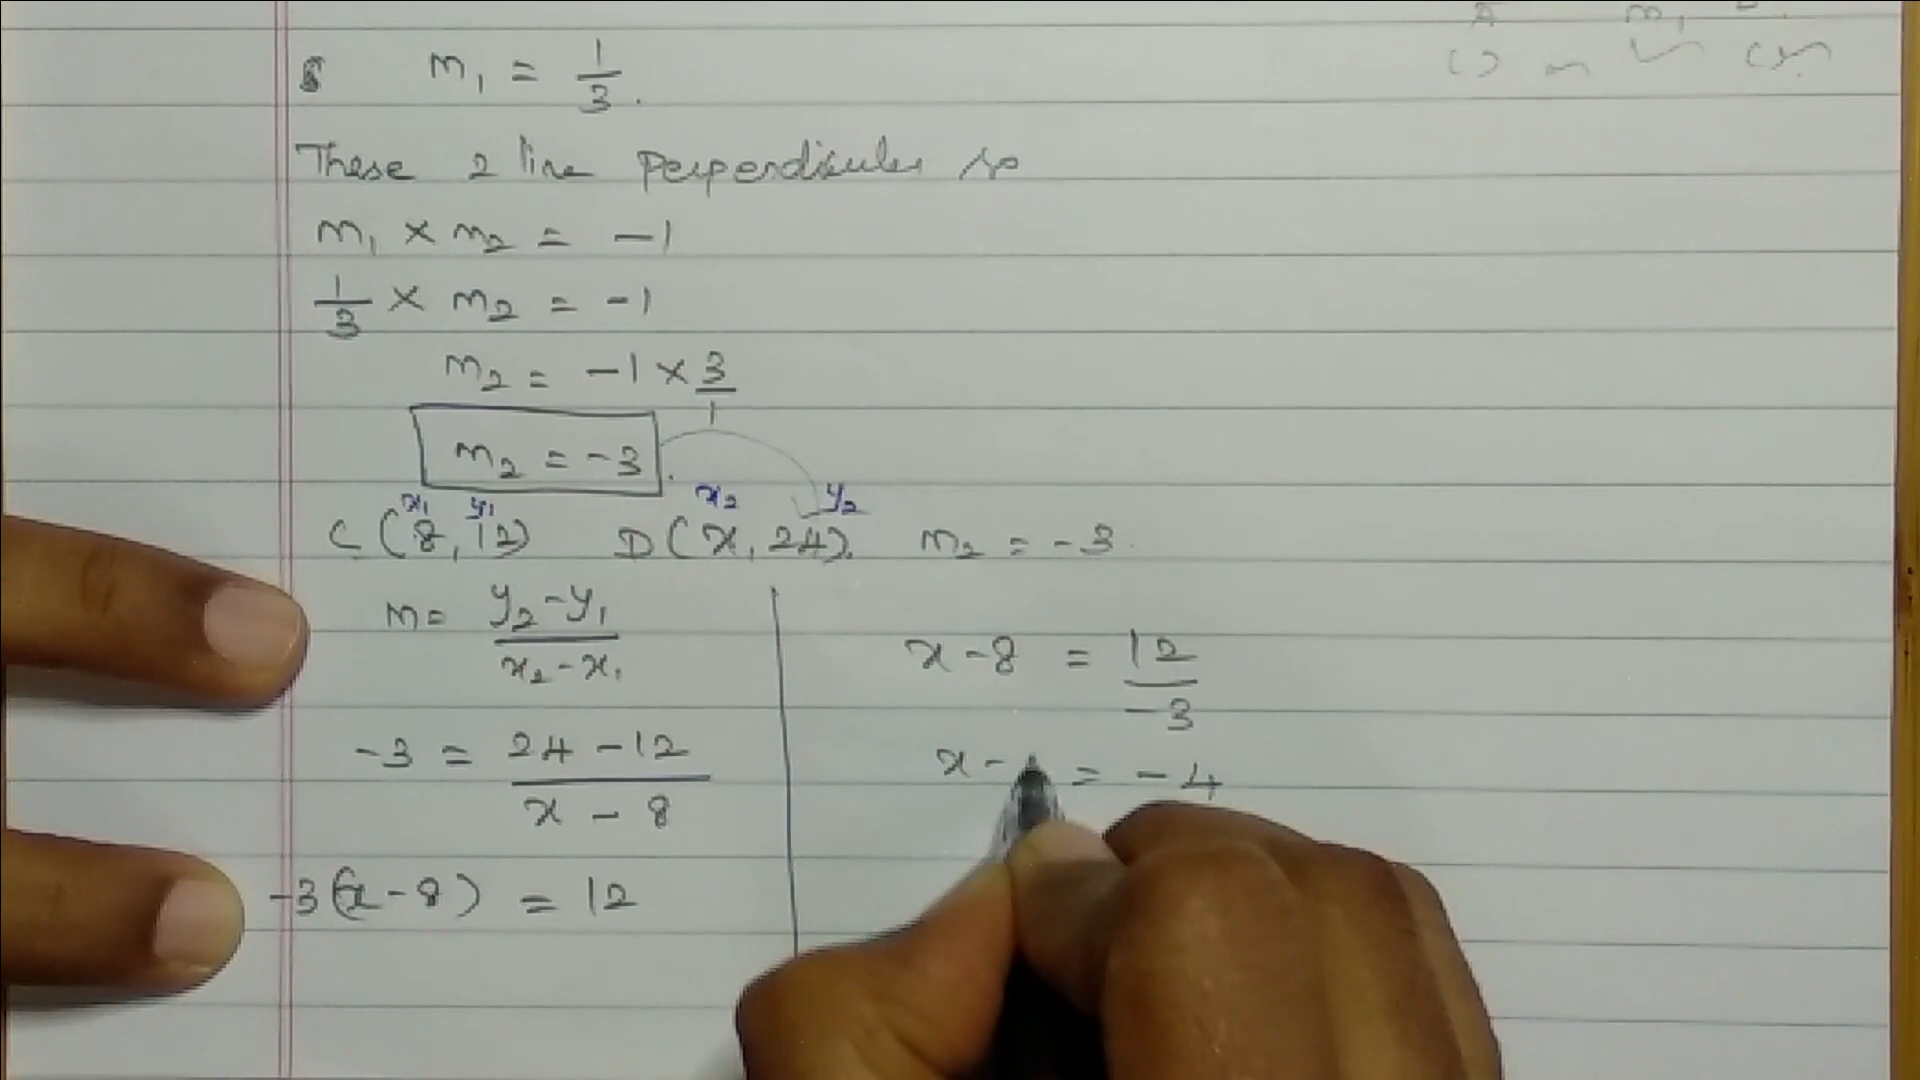 m₁ = 1/3.
These 2 line perpendicular so
m₁ × m₂ = -1
1/3 × m₂ = -1
m₂ = -1 × 3/1
m₂ = -3
x₁ y₁ x₂ y₂
C (8, 12) D (x, 24). m₂ = -3.
m = y₂ - y₁ / x₂ - x₁
-3 = 24 - 12 / x - 8
-3(x - 8) = 12
x - 8 = 12 / -3
x - = -4